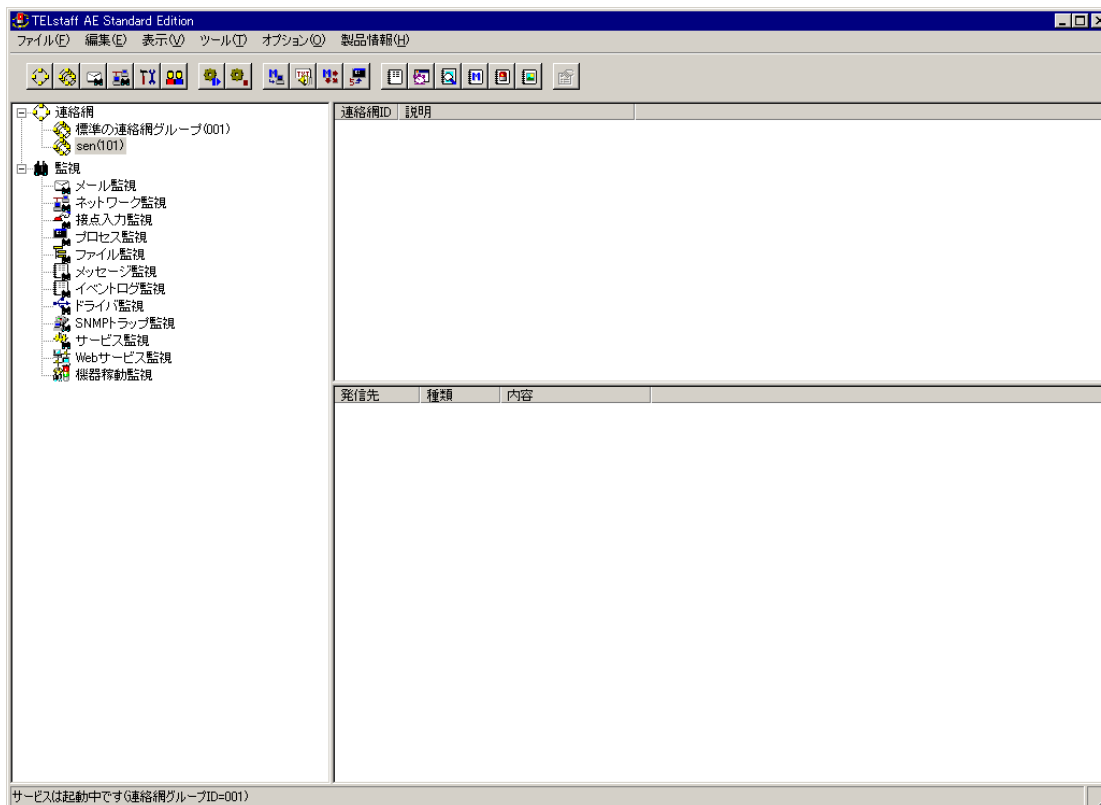 TELstaff AE Standard Edition
ファイル(F) 編集(E) 表示(V) ツール(T) オプション(O) 製品情報(H)
連絡網
標準の連絡網グループ(001)
sen(101)
監視
メール監視
ネットワーク監視
接点入力監視
プロセス監視
ファイル監視
メッセージ監視
イベントログ監視
ドライバ監視
SNMPトラップ監視
サービス監視
Webサービス監視
機器稼動監視
連絡網ID 説明
発信先 種類 内容
サービスは起動中です(連絡網グループID=001)